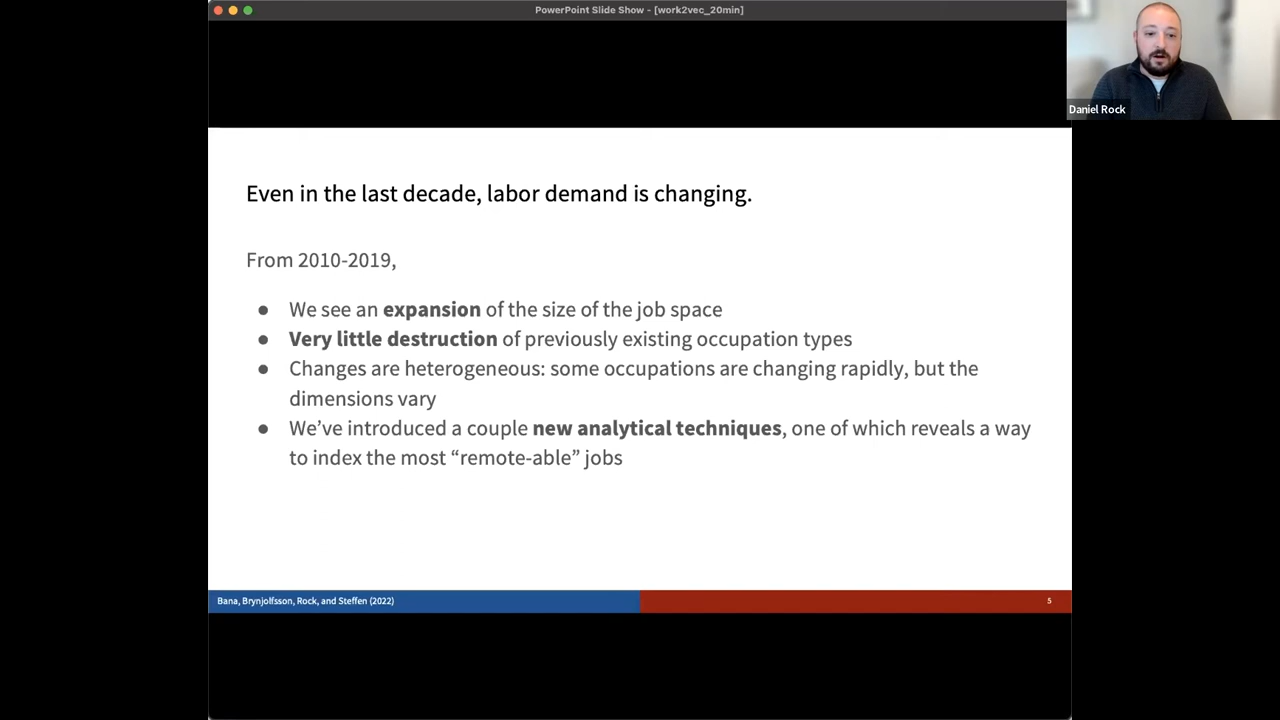 PowerPoint Slide Show - [work2vec_20min]
Daniel Rock
Even in the last decade, labor demand is changing.
From 2010-2019,
● We see an expansion of the size of the job space
● Very little destruction of previously existing occupation types
● Changes are heterogeneous: some occupations are changing rapidly, but the
dimensions vary
● We’ve introduced a couple new analytical techniques, one of which reveals a way
to index the most “remote-able” jobs
Bana, Brynjolfsson, Rock, and Steffen (2022)
5